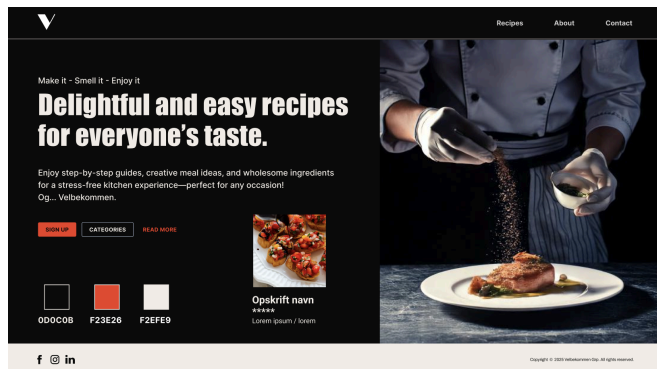 V
Recipes
About
Contact
Make it - Smell it - Enjoy it
Delightful and easy recipes
for everyone's taste.
Enjoy step-by-step guides, creative meal ideas, and wholesome ingredients
for a stress-free kitchen experience—perfect for any occasion!
Og... Velbekommen.
SIGN UP
CATEGORIES
READ MORE
0D0C0B
F23E26
F2EFE9
Opskrift navn
*****
Lorem ipsum / lorem
f
in
Copyright © 2025 Velbekommen Grp. All rights reserved.